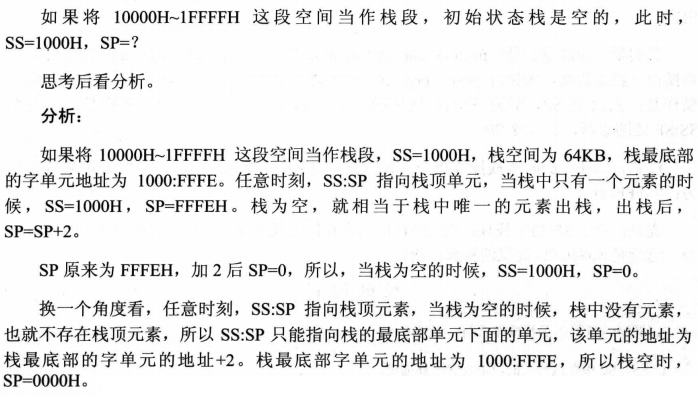 如果将 10000H~1FFFFH 这段空间当作栈段，初始状态栈是空的，此时，
SS=1000H，SP=?
思考后看分析。
分析：
如果将 10000H~1FFFFH 这段空间当作栈段，SS=1000H，栈空间为 64KB，栈最底部
的字单元地址为 1000:FFFE。任意时刻，SS:SP 指向栈顶单元，当栈中只有一个元素的时
候，SS=1000H，SP=FFFEH。栈为空，就相当于栈中唯一的元素出栈，出栈后，
SP=SP+2。
SP 原来为 FFFEH，加 2 后 SP=0，所以，当栈为空的时候，SS=1000H，SP=0。
换一个角度看，任意时刻，SS:SP 指向栈顶元素，当栈为空的时候，栈中没有元素，
也就不存在栈顶元素，所以 SS:SP 只能指向栈的最底部单元下面的单元，该单元的地址为
栈最底部的字单元的地址+2。栈最底部字单元的地址为 1000:FFFE，所以栈空时，
SP=0000H。